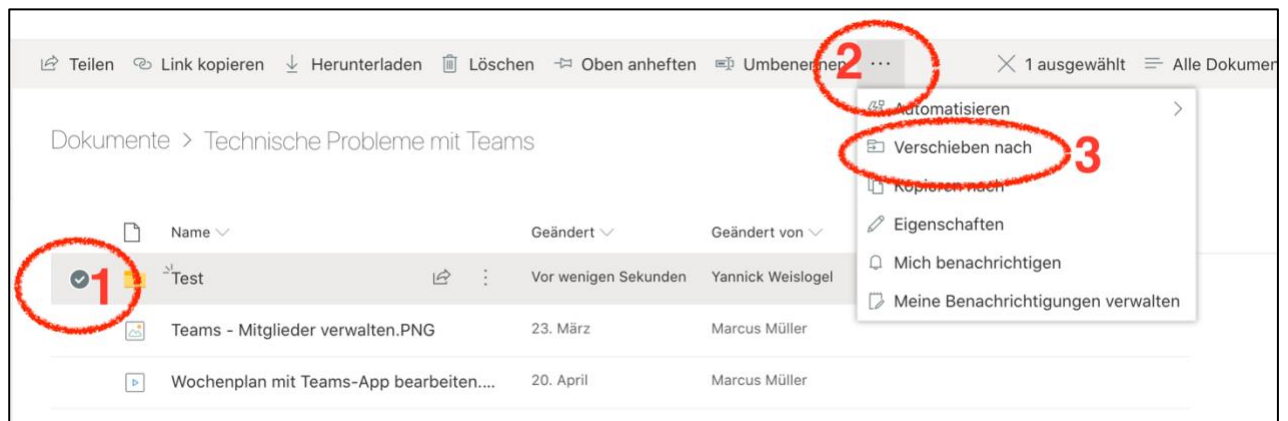 Teilen Link kopieren Herunterladen Löschen Oben anheften Umbenennen 2 ... 1 ausgewählt Alle Dokumen
Automatisieren
Dokumente > Technische Probleme mit Teams
Verschieben nach 3
Kopieren nach
Name Geändert Geändert von
Eigenschaften
Mich benachrichtigen
1 Test Vor wenigen Sekunden Yannick Weislogel
Meine Benachrichtigungen verwalten
Teams - Mitglieder verwalten.PNG 23. März Marcus Müller
Wochenplan mit Teams-App bearbeiten.... 20. April Marcus Müller